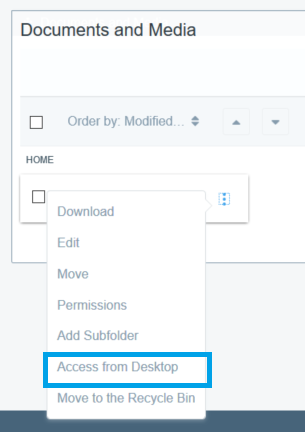 Documents and Media
Order by: Modified...
HOME
Download
Edit
Move
Permissions
Add Subfolder
Access from Desktop
Move to the Recycle Bin